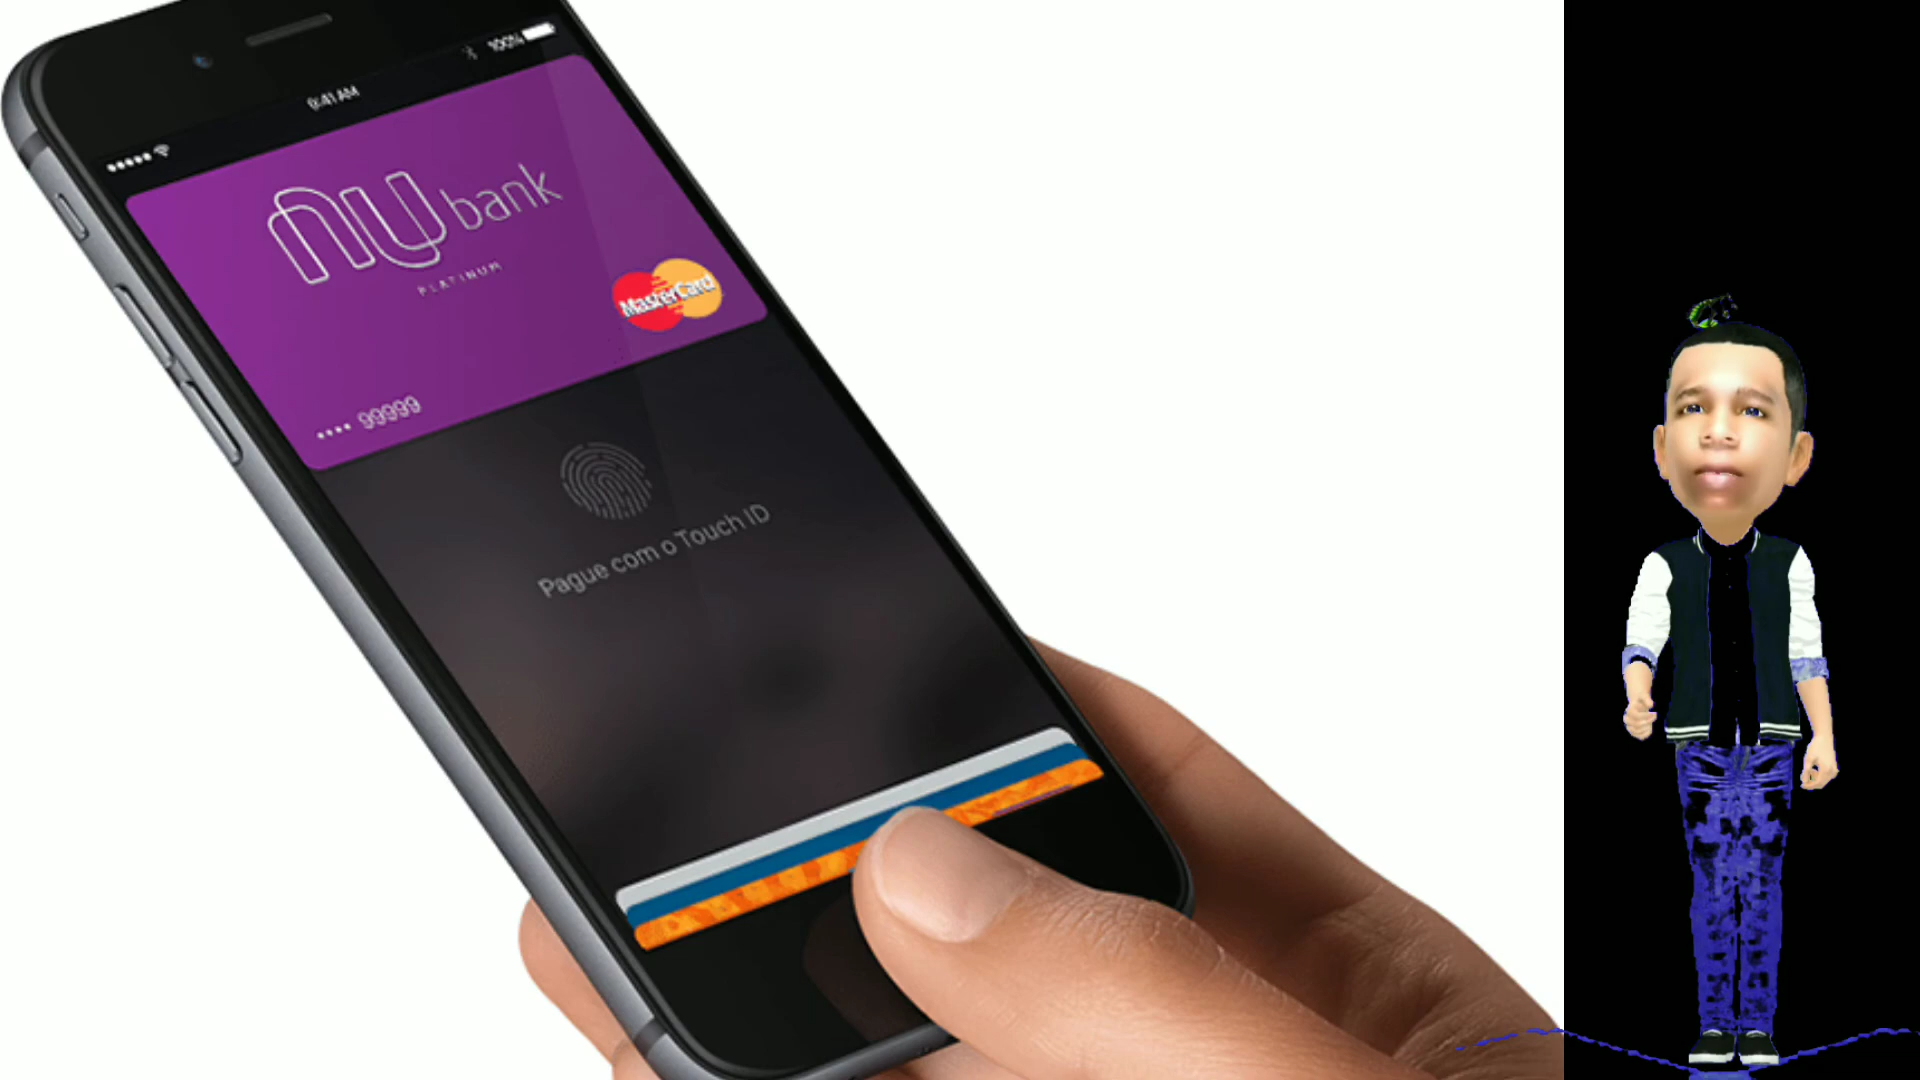 100%
9:41 AM
nu bank
PLATINUM
MasterCard
•••• 99999
Pague com o Touch ID